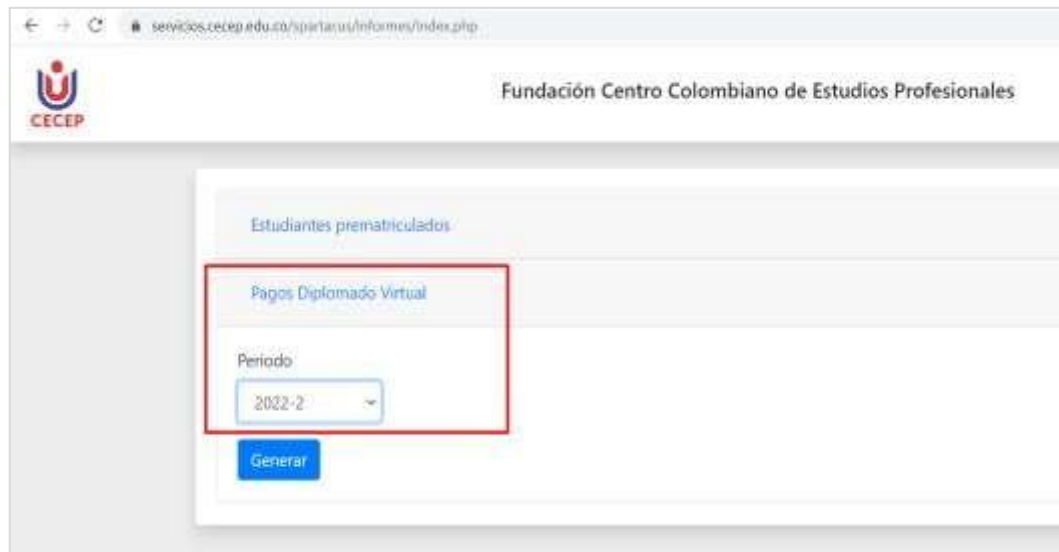 servicios.cecep.edu.co/spartacus/informes/index.php
CECEP
Fundación Centro Colombiano de Estudios Profesionales
Estudiantes prematriculados
Pagos Diplomado Virtual
Periodo
2022-2
Generar